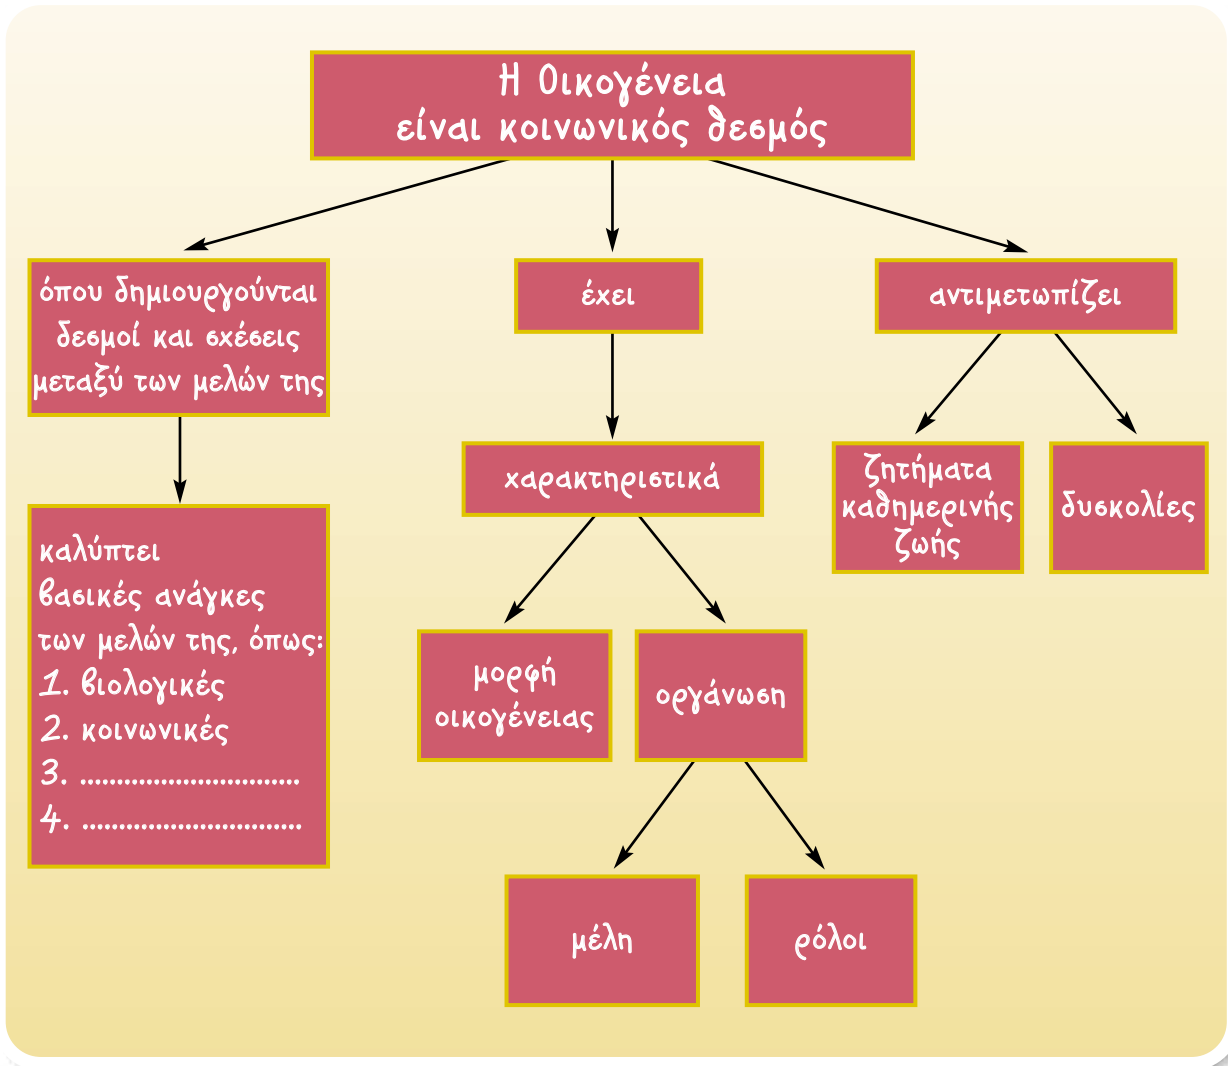 Η Οικογένεια
είναι κοινωνικός θεσμός
όπου δημιουργούνται
δεσμοί και σχέσεις
μεταξύ των μελών της
έχει
αντιμετωπίζει
χαρακτηριστικά
ζητήματα
καθημερινής
ζωής
δυσκολίες
καλύπτει
βασικές ανάγκες
των μελών της, όπως:
1. βιολογικές
2. κοινωνικές
3. ..............................
4. ..............................
μορφή
οικογένειας
οργάνωση
μέλη
ρόλοι